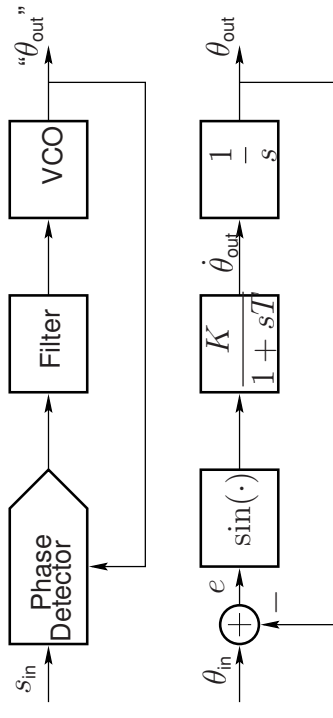 s_in
Phase
Detector
Filter
VCO
“θ_out”
θ_in
+
−
e
sin(·)
K
1 + sT
θ̇_out
1
s
θ_out